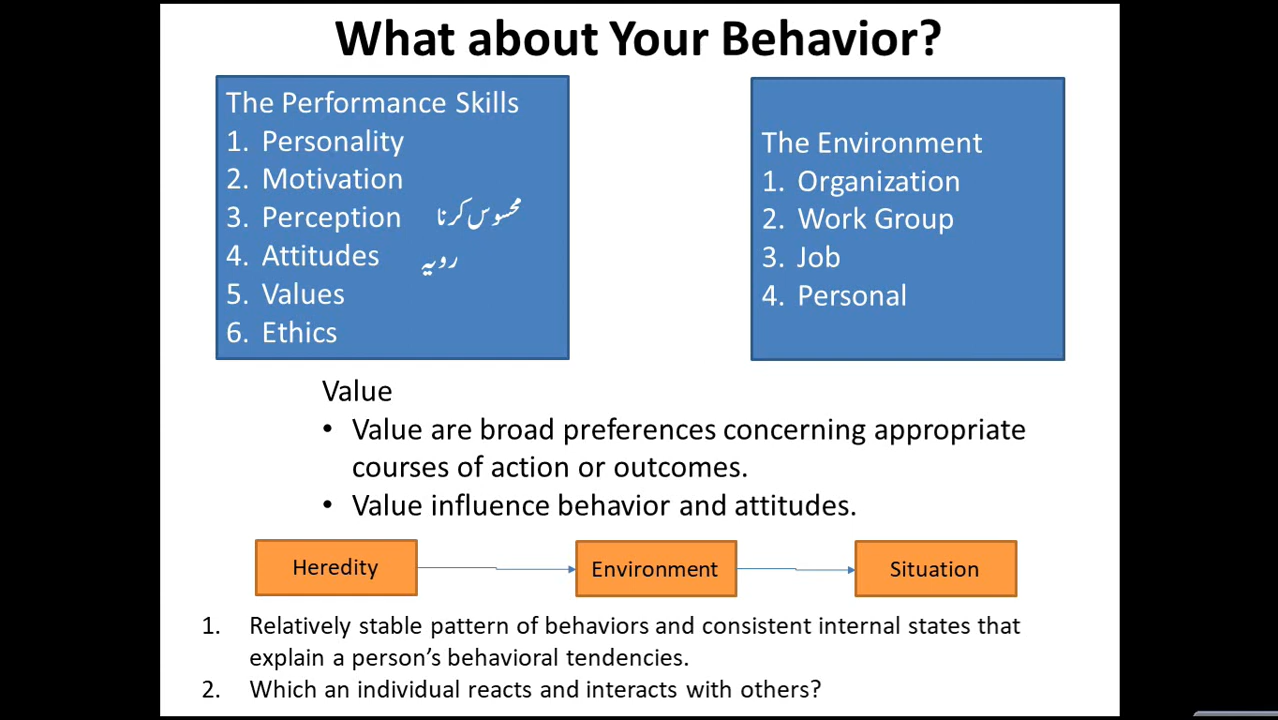 What about Your Behavior?
The Performance Skills
1. Personality
2. Motivation
3. Perception محسوس کرنا
4. Attitudes رویہ
5. Values
6. Ethics
The Environment
1. Organization
2. Work Group
3. Job
4. Personal
Value
• Value are broad preferences concerning appropriate
courses of action or outcomes.
• Value influence behavior and attitudes.
Heredity
Environment
Situation
1. Relatively stable pattern of behaviors and consistent internal states that
explain a person's behavioral tendencies.
2. Which an individual reacts and interacts with others?